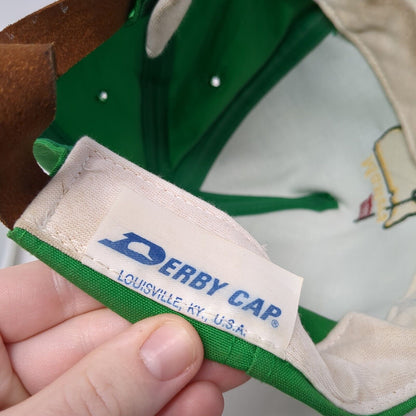 DERBY CAP®
LOUISVILLE, KY., U.S.A.